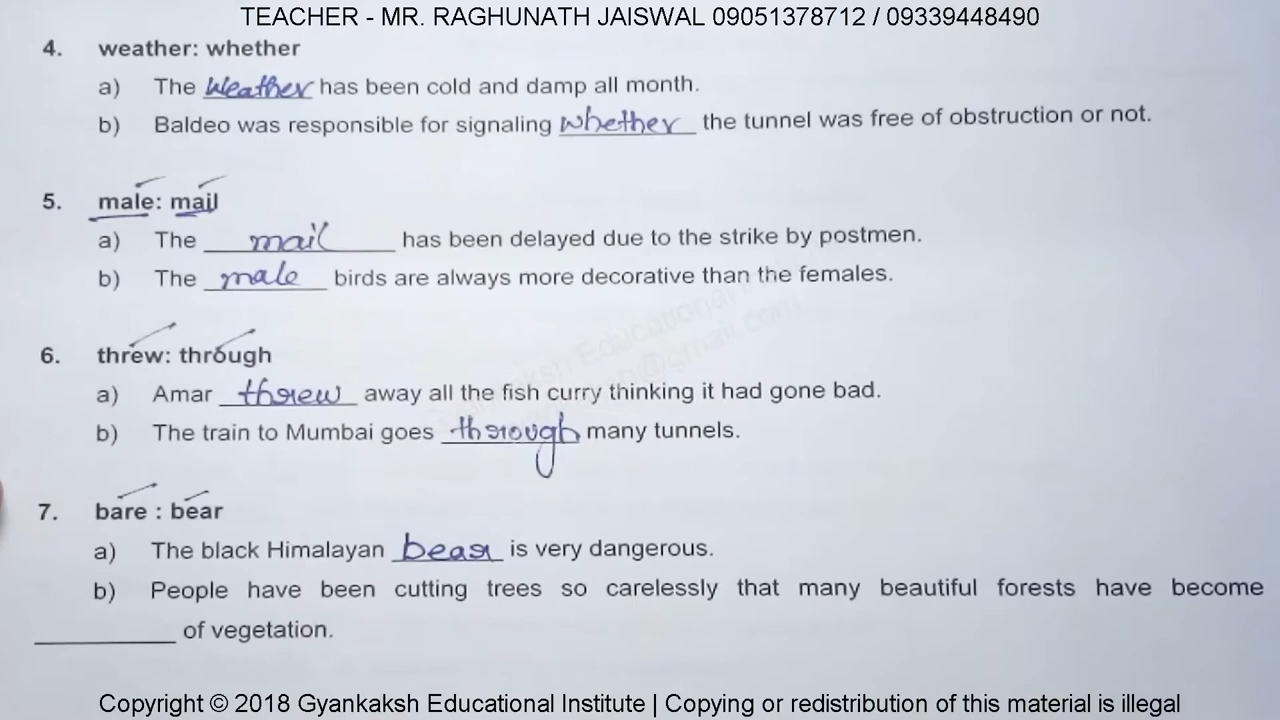 TEACHER - MR. RAGHUNATH JAISWAL 09051378712 / 09339448490
4. weather: whether
a) The weather has been cold and damp all month.
b) Baldeo was responsible for signaling whether the tunnel was free of obstruction or not.
5. male: mail
a) The mail has been delayed due to the strike by postmen.
b) The male birds are always more decorative than the females.
6. threw: through
a) Amar threw away all the fish curry thinking it had gone bad.
b) The train to Mumbai goes through many tunnels.
7. bare : bear
a) The black Himalayan bear is very dangerous.
b) People have been cutting trees so carelessly that many beautiful forests have become
__________ of vegetation.
Copyright © 2018 Gyankaksh Educational Institute | Copying or redistribution of this material is illegal